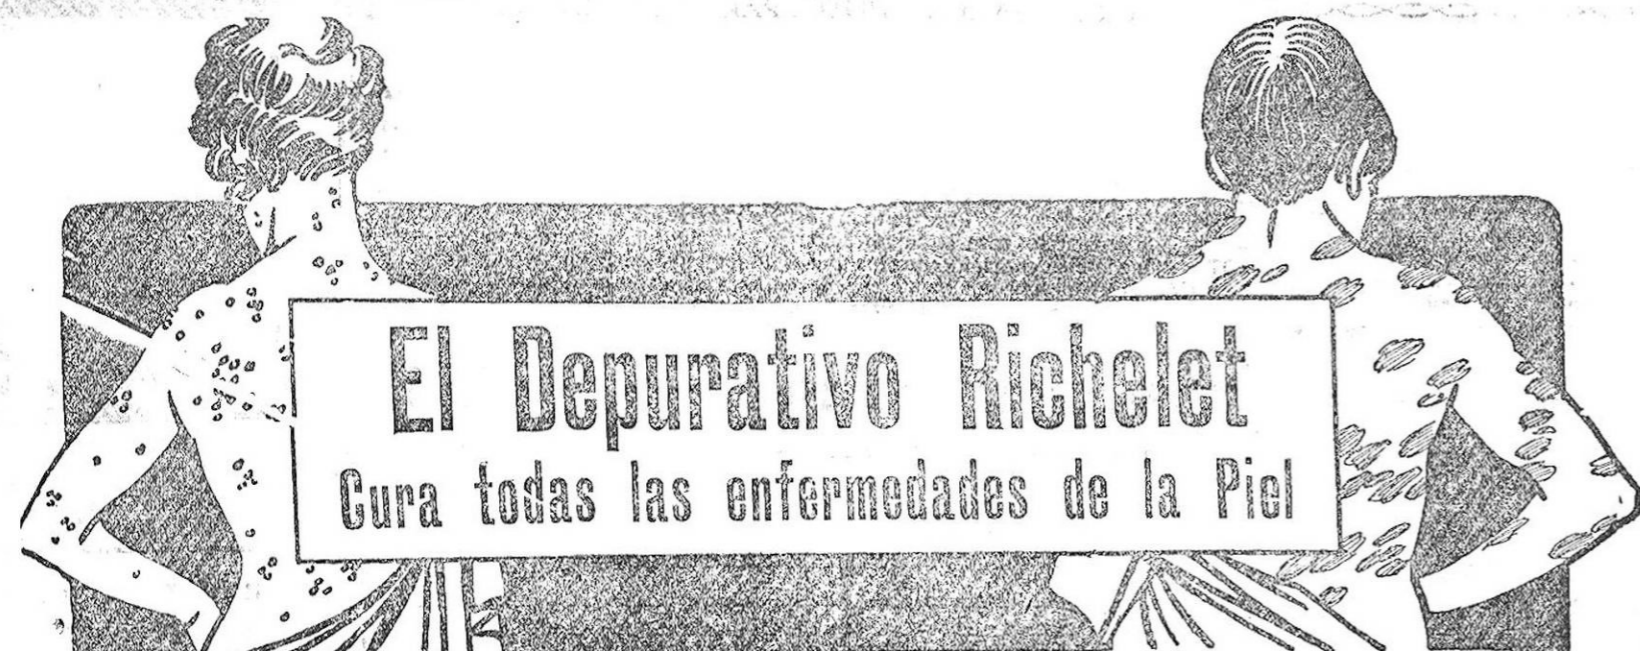 El Depurativo Richelet
Cura todas las enfermedades de la Piel